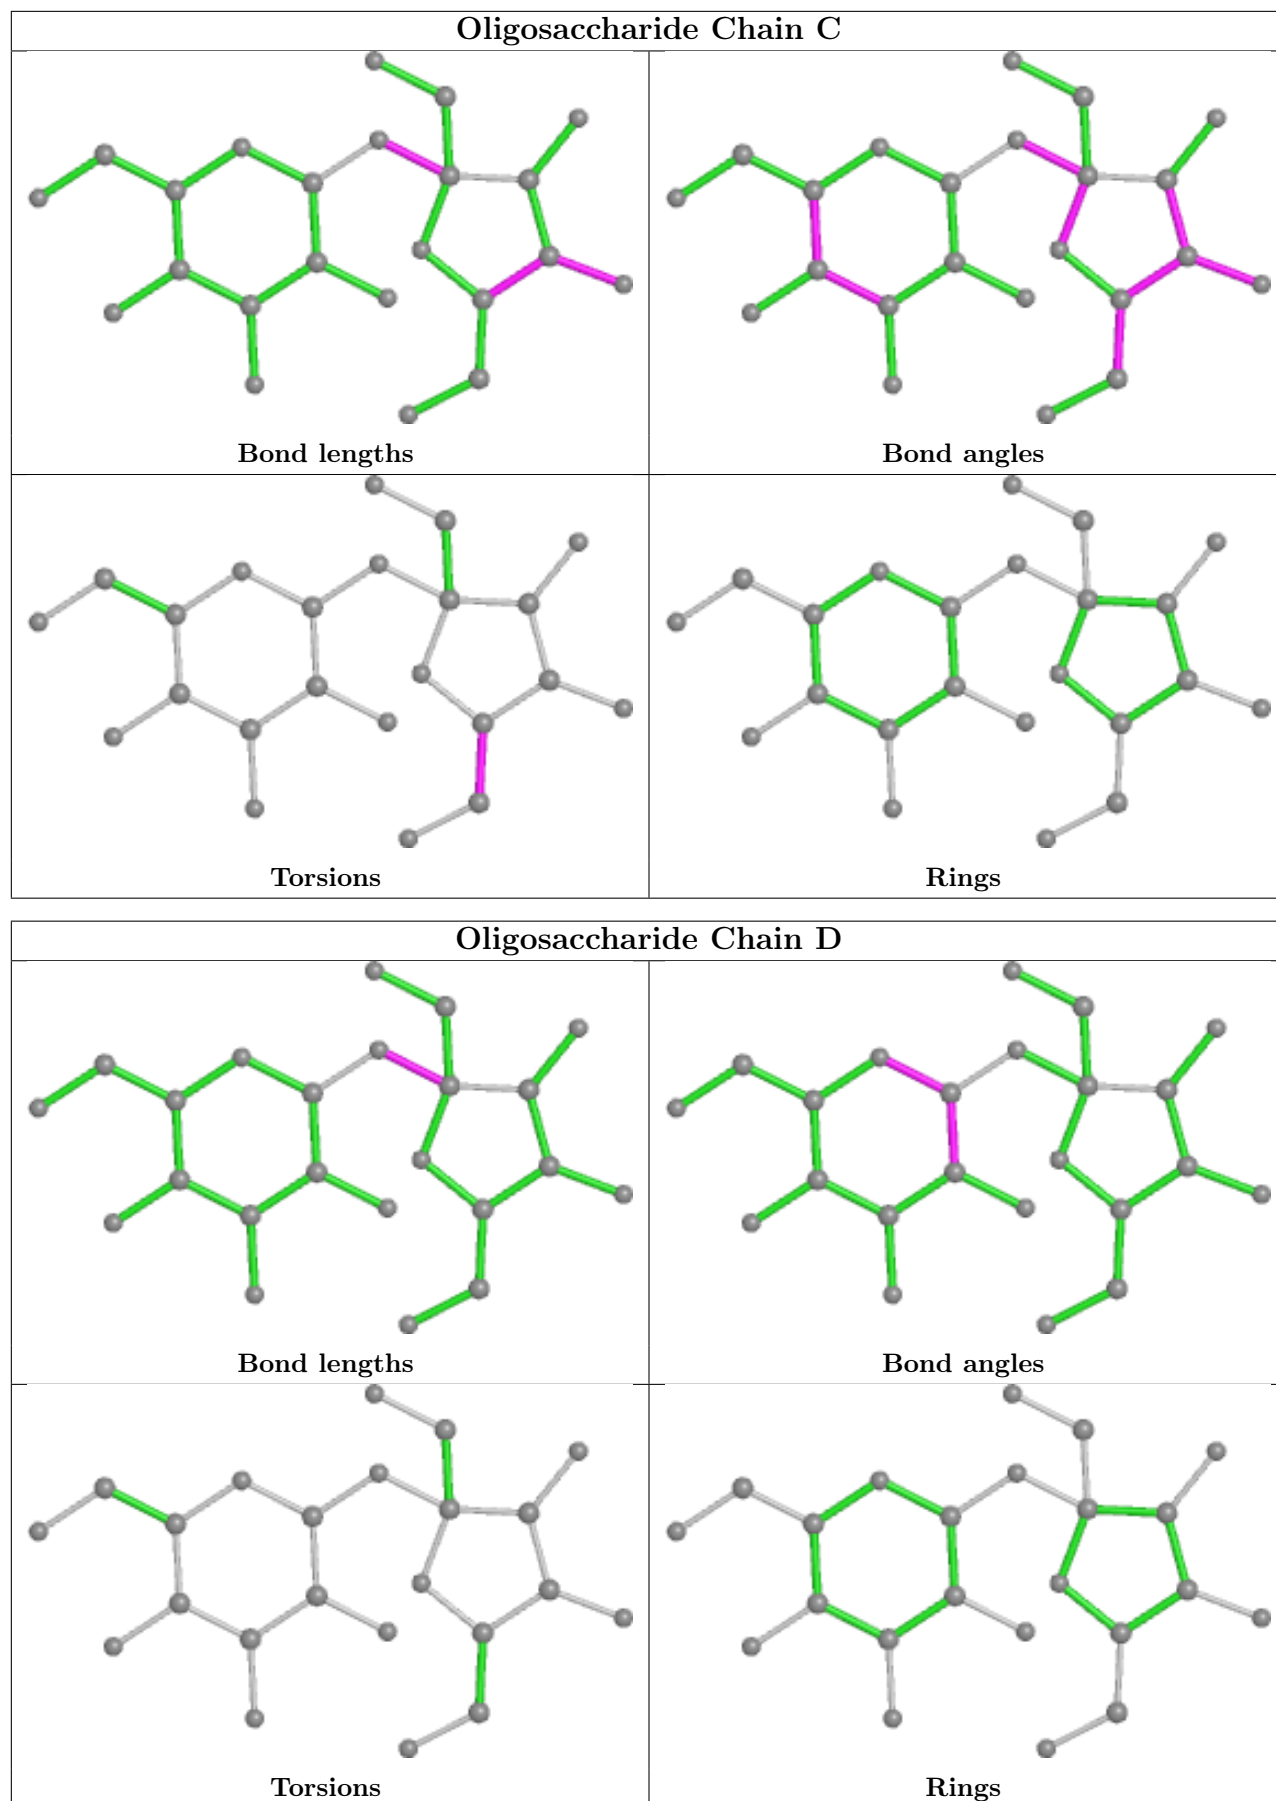 Oligosaccharide Chain C
Bond lengths
Bond angles
Torsions
Rings
Oligosaccharide Chain D
Bond lengths
Bond angles
Torsions
Rings